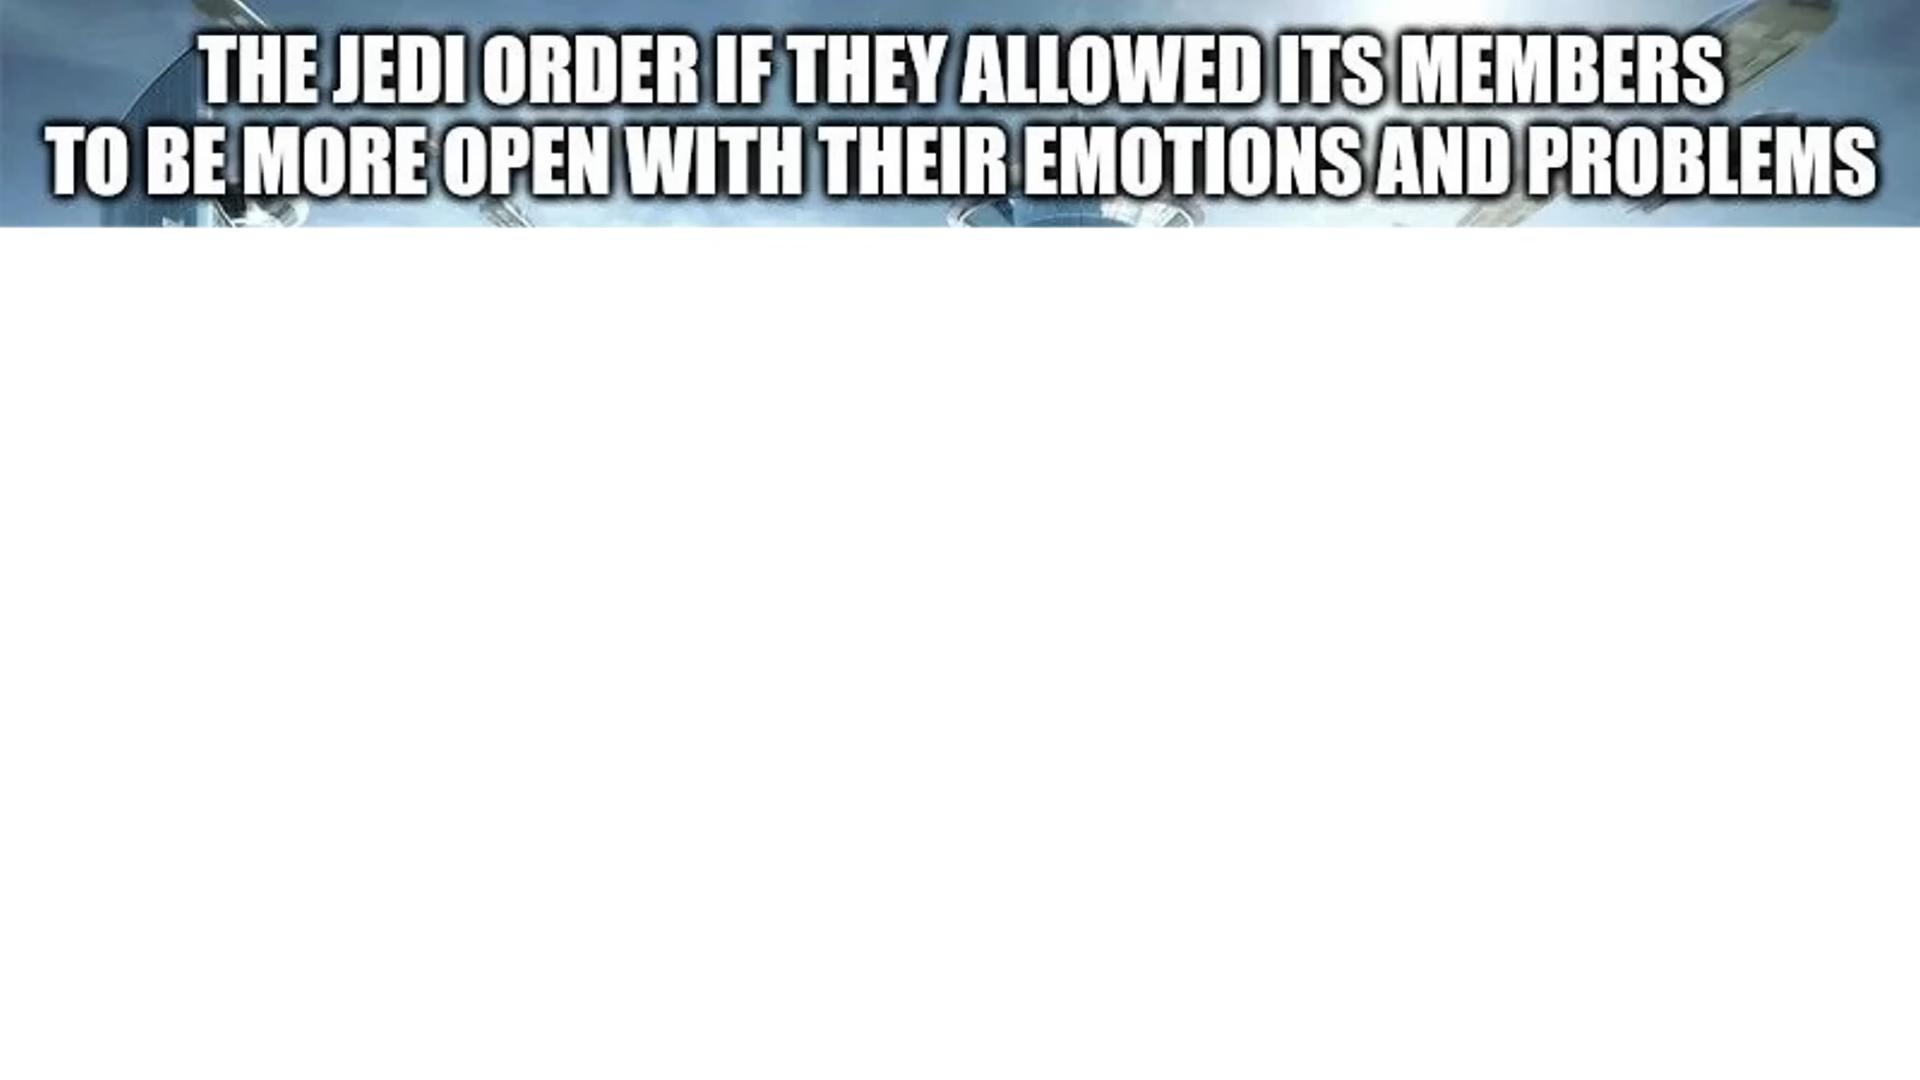 THE JEDI ORDER IF THEY ALLOWED ITS MEMBERS
TO BE MORE OPEN WITH THEIR EMOTIONS AND PROBLEMS